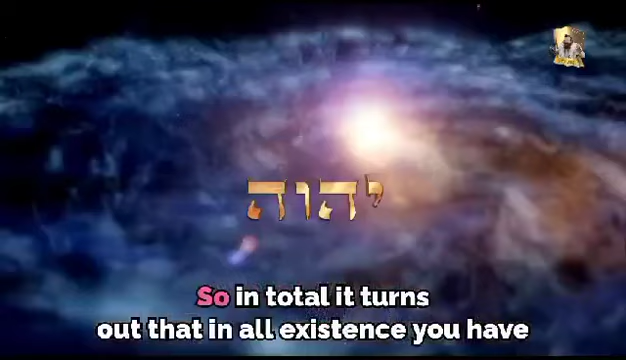 יהוה
So in total it turns
out that in all existence you have